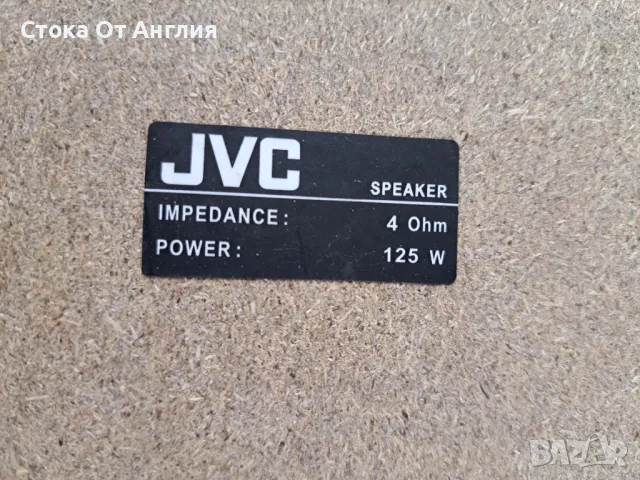 Стока От Англия
JVC
SPEAKER
IMPEDANCE: 4 Ohm
POWER: 125 W
BAZAR